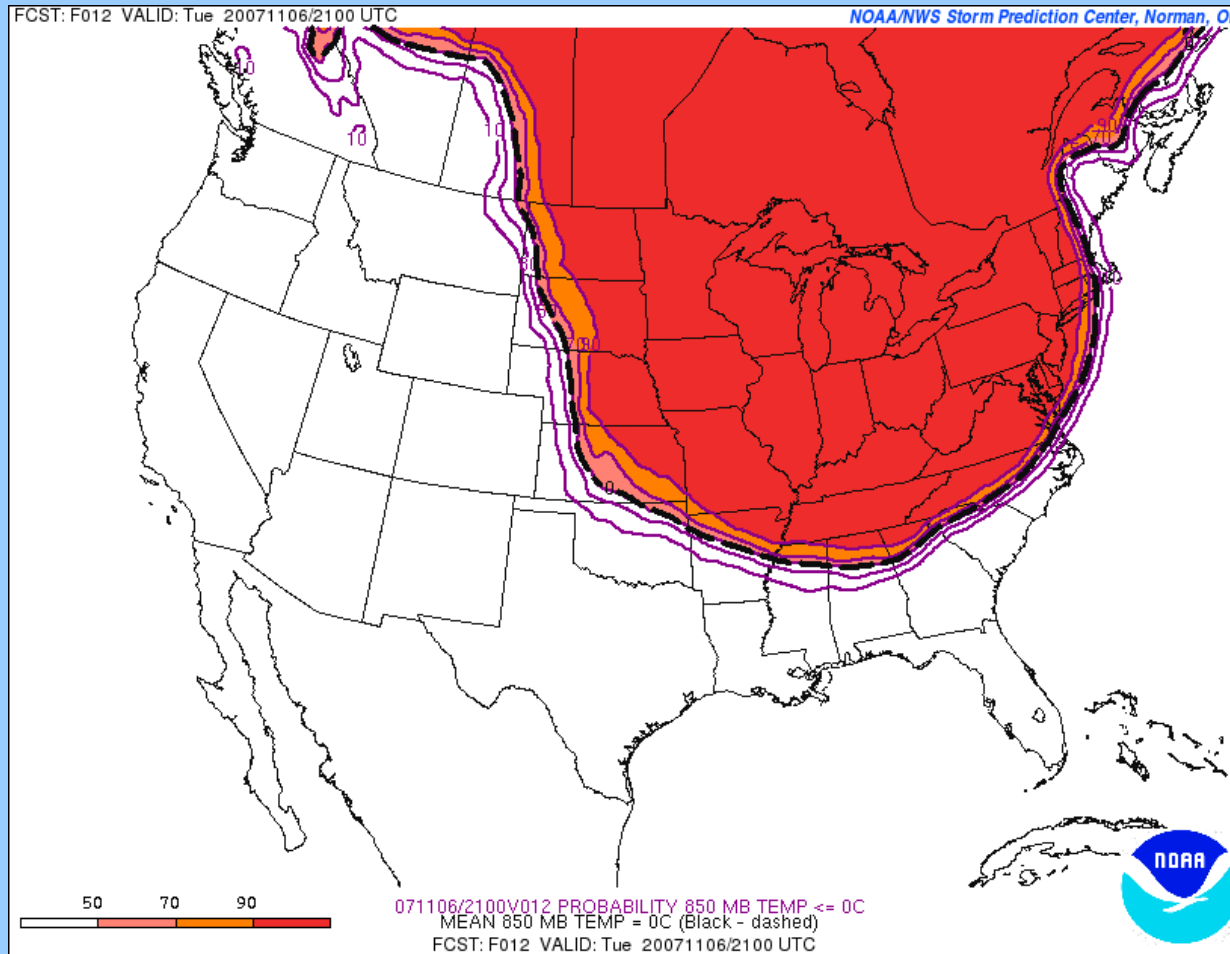 FCST: F012 VALID: Tue 20071106/2100 UTC
NOAA/NWS Storm Prediction Center, Norman, O
10
10
10
90
50 70 90
071106/2100V012 PROBABILITY 850 MB TEMP <= 0C
MEAN 850 MB TEMP = 0C (Black - dashed)
FCST: F012 VALID: Tue 20071106/2100 UTC
NOAA